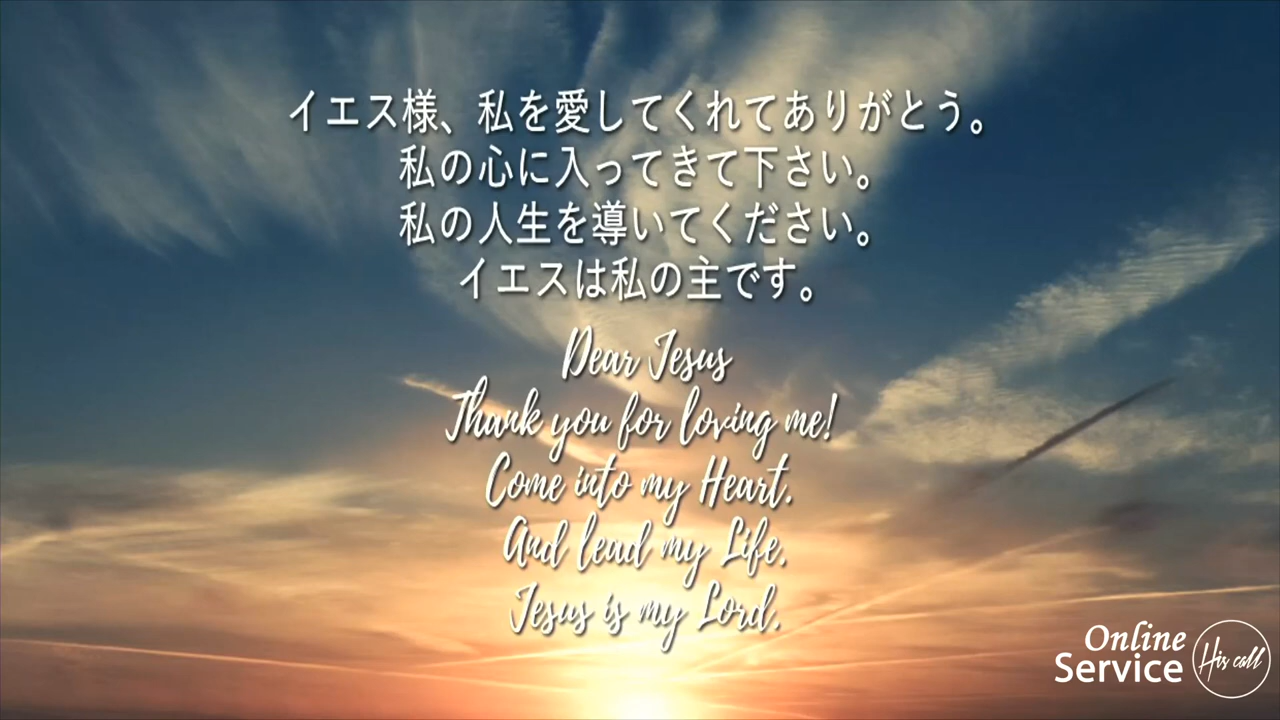 イエス様、私を愛してくれてありがとう。
私の心に入ってきて下さい。
私の人生を導いてください。
イエスは私の主です。
Dear Jesus
Thank you for loving me!
Come into my Heart.
And lead my Life.
Jesus is my Lord.
Online
Service
His call